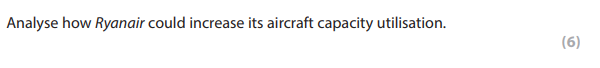 Analyse how Ryanair could increase its aircraft capacity utilisation.
(6)